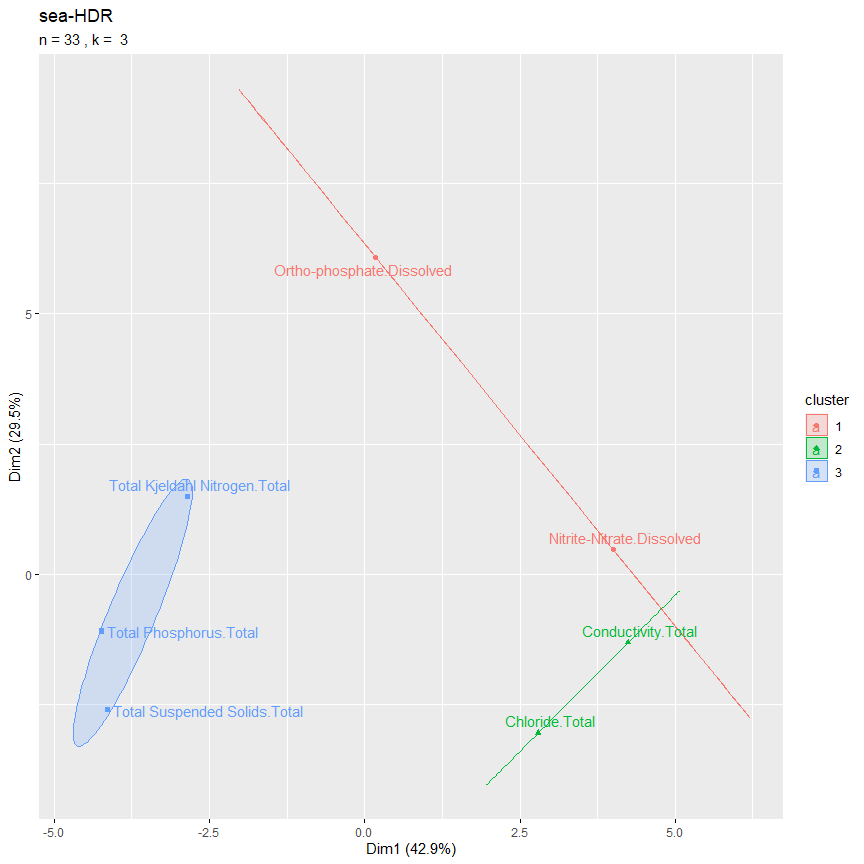 sea-HDR
n = 33 , k =  3
Ortho-phosphate.Dissolved
5
cluster
1
2
3
Dim2 (29.5%)
Total Kjeldahl Nitrogen.Total
Nitrite-Nitrate.Dissolved
0
Total Phosphorus.Total
Conductivity.Total
Total Suspended Solids.Total
Chloride.Total
-5.0
-2.5
0.0
2.5
5.0
Dim1 (42.9%)